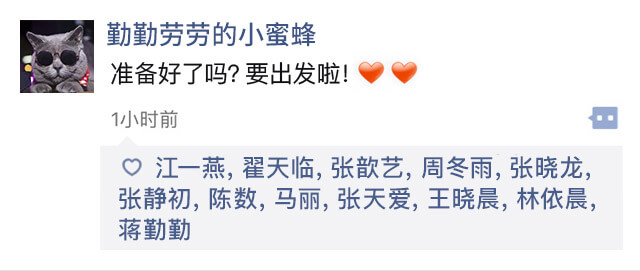 勤勤劳劳的小蜜蜂
准备好了吗？要出发啦！❤️❤️
1小时前
江一燕, 翟天临, 张歆艺, 周冬雨, 张晓龙,
张静初, 陈数, 马丽, 张天爱, 王晓晨, 林依晨,
蒋勤勤